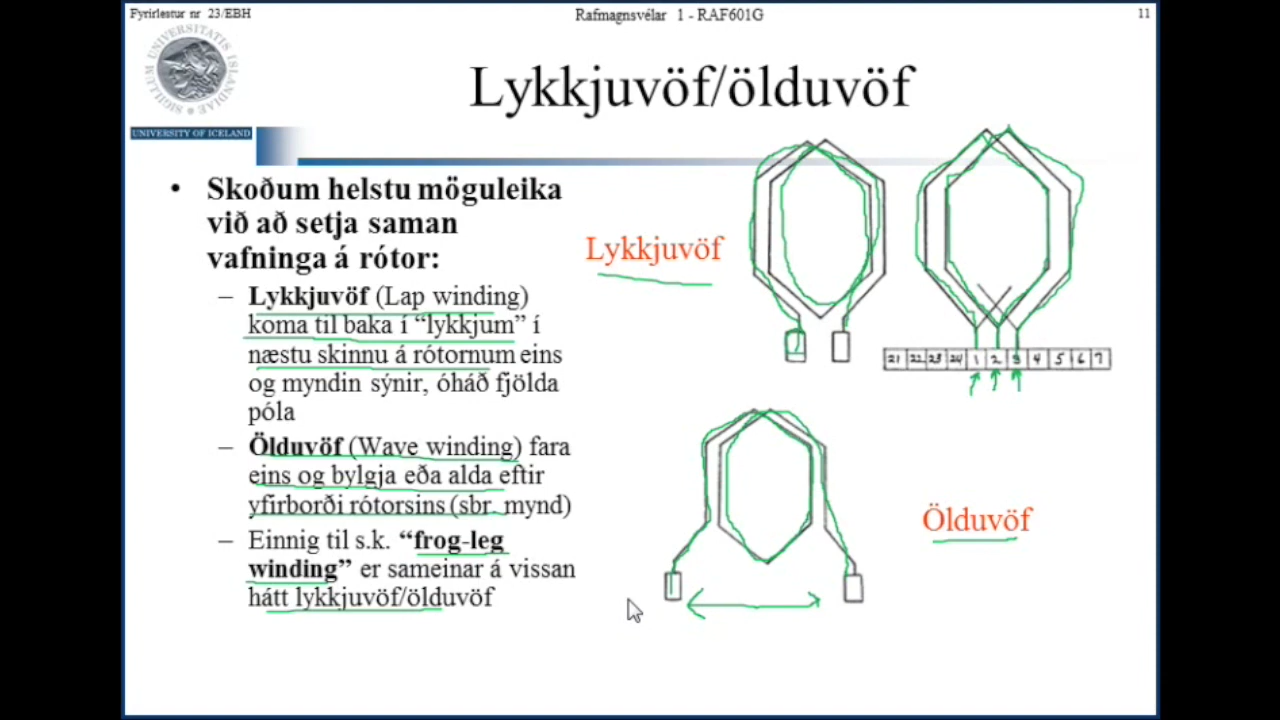 Fyrirlestur nr 23/EBH
Rafmagnsvélar 1 - RAF601G
11
SIGILLUM UNIVERSITATIS ISLANDIAE
UNIVERSITY OF ICELAND
Lykkjuvöf/ölduvöf
• Skoðum helstu möguleika
við að setja saman
vafninga á rótor:
– Lykkjuvöf (Lap winding)
koma til baka í “lykkjum” í
næstu skinnu á rótornum eins
og myndin sýnir, óháð fjölda
póla
– Ölduvöf (Wave winding) fara
eins og bylgja eða alda eftir
yfirborði rótorsins (sbr. mynd)
– Einnig til s.k. “frog-leg
winding” er sameinar á vissan
hátt lykkjuvöf/ölduvöf
Lykkjuvöf
21 22 23 24 1 2 3 4 5 6 7
Ölduvöf